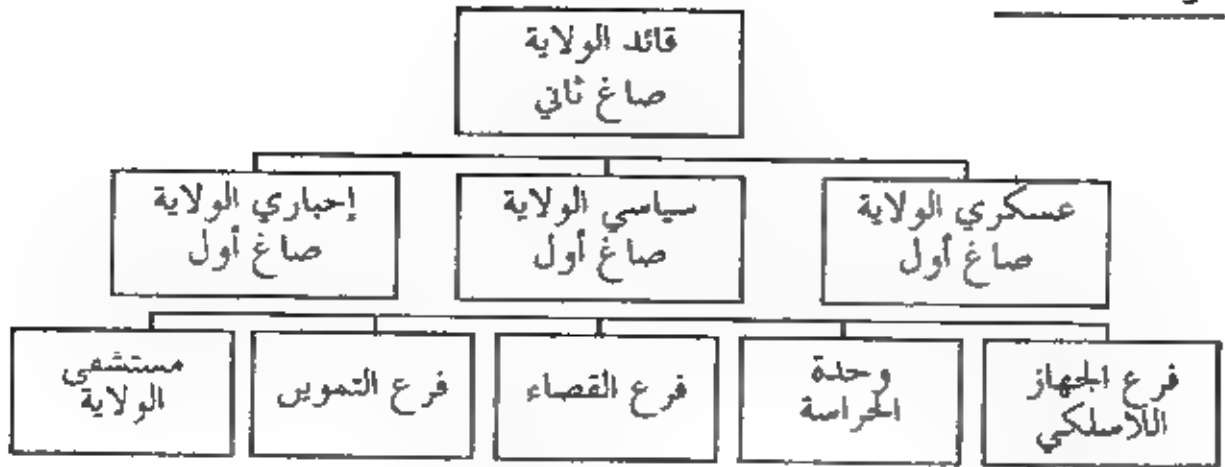 قائد الولاية
صاغ ثاني
عسكري الولاية
صاغ أول
سياسي الولاية
صاغ أول
إخباري الولاية
صاغ أول
فرع الجهاز
اللاسلكي
وحدة
الحراسة
فرع القضاء
فرع التموين
مستشفى
الولاية